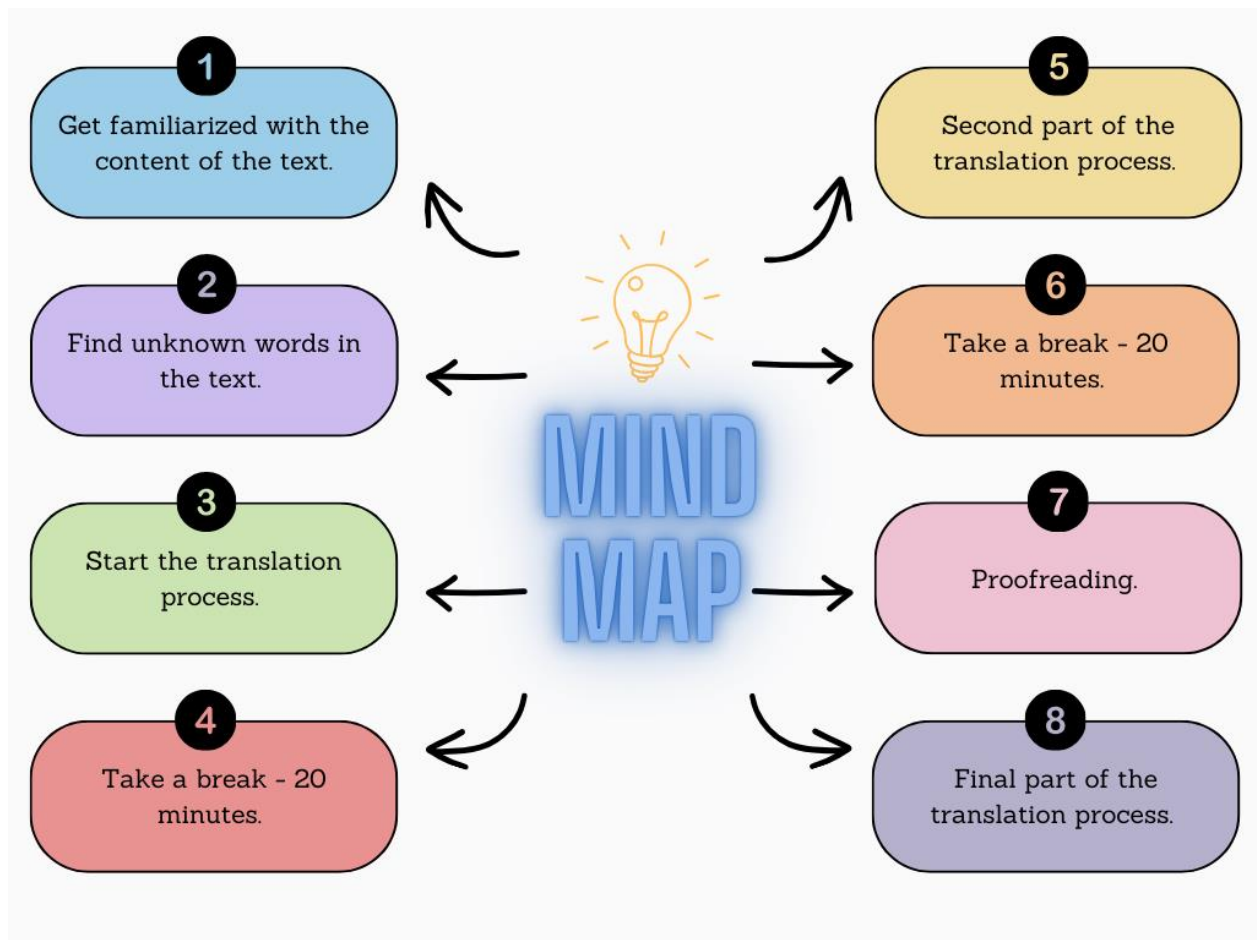 1
Get familiarized with the
content of the text.
2
Find unknown words in
the text.
3
Start the translation
process.
4
Take a break - 20
minutes.
MIND
MAP
5
Second part of the
translation process.
6
Take a break - 20
minutes.
7
Proofreading.
8
Final part of the
translation process.